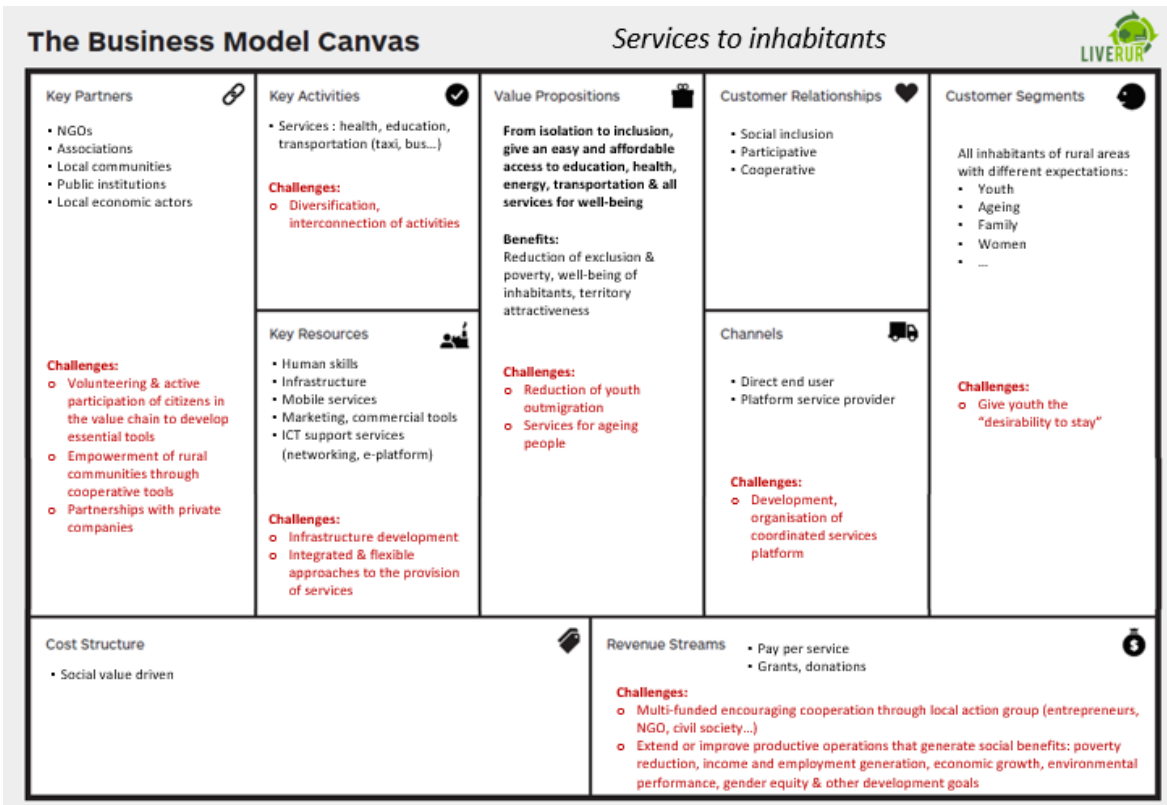 The Business Model Canvas
Services to inhabitants
LIVERUR
Key Partners
▪ NGOs
▪ Associations
▪ Local communities
▪ Public institutions
▪ Local economic actors
Challenges:
o Volunteering & active
participation of citizens in
the value chain to develop
essential tools
o Empowerment of rural
communities through
cooperative tools
o Partnerships with private
companies
Key Activities
▪ Services : health, education,
transportation (taxi, bus...)
Challenges:
o Diversification,
interconnection of activities
Key Resources
▪ Human skills
▪ Infrastructure
▪ Mobile services
▪ Marketing, commercial tools
▪ ICT support services
(networking, e-platform)
Challenges:
o Infrastructure development
o Integrated & flexible
approaches to the provision
of services
Value Propositions
From isolation to inclusion,
give an easy and affordable
access to education, health,
energy, transportation & all
services for well-being
Benefits:
Reduction of exclusion &
poverty, well-being of
inhabitants, territory
attractiveness
Challenges:
o Reduction of youth
outmigration
o Services for ageing
people
Customer Relationships
▪ Social inclusion
▪ Participative
▪ Cooperative
Channels
▪ Direct end user
▪ Platform service provider
Challenges:
o Development,
organisation of
coordinated services
platform
Customer Segments
All inhabitants of rural areas
with different expectations:
▪ Youth
▪ Ageing
▪ Family
▪ Women
▪ ...
Challenges:
o Give youth the
"desirability to stay"
Cost Structure
▪ Social value driven
Revenue Streams
▪ Pay per service
▪ Grants, donations
Challenges:
o Multi-funded encouraging cooperation through local action group (entrepreneurs,
NGO, civil society...)
o Extend or improve productive operations that generate social benefits: poverty
reduction, income and employment generation, economic growth, environmental
performance, gender equity & other development goals